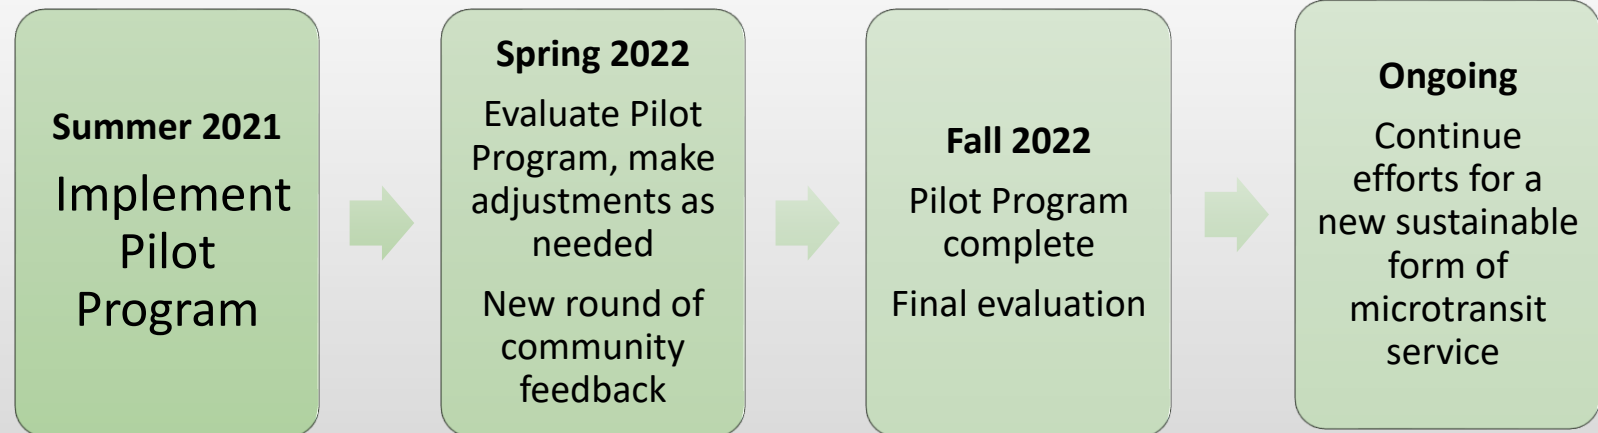 Summer 2021
Implement
Pilot
Program
Spring 2022
Evaluate Pilot
Program, make
adjustments as
needed
New round of
community
feedback
Fall 2022
Pilot Program
complete
Final evaluation
Ongoing
Continue
efforts for a
new sustainable
form of
microtransit
service